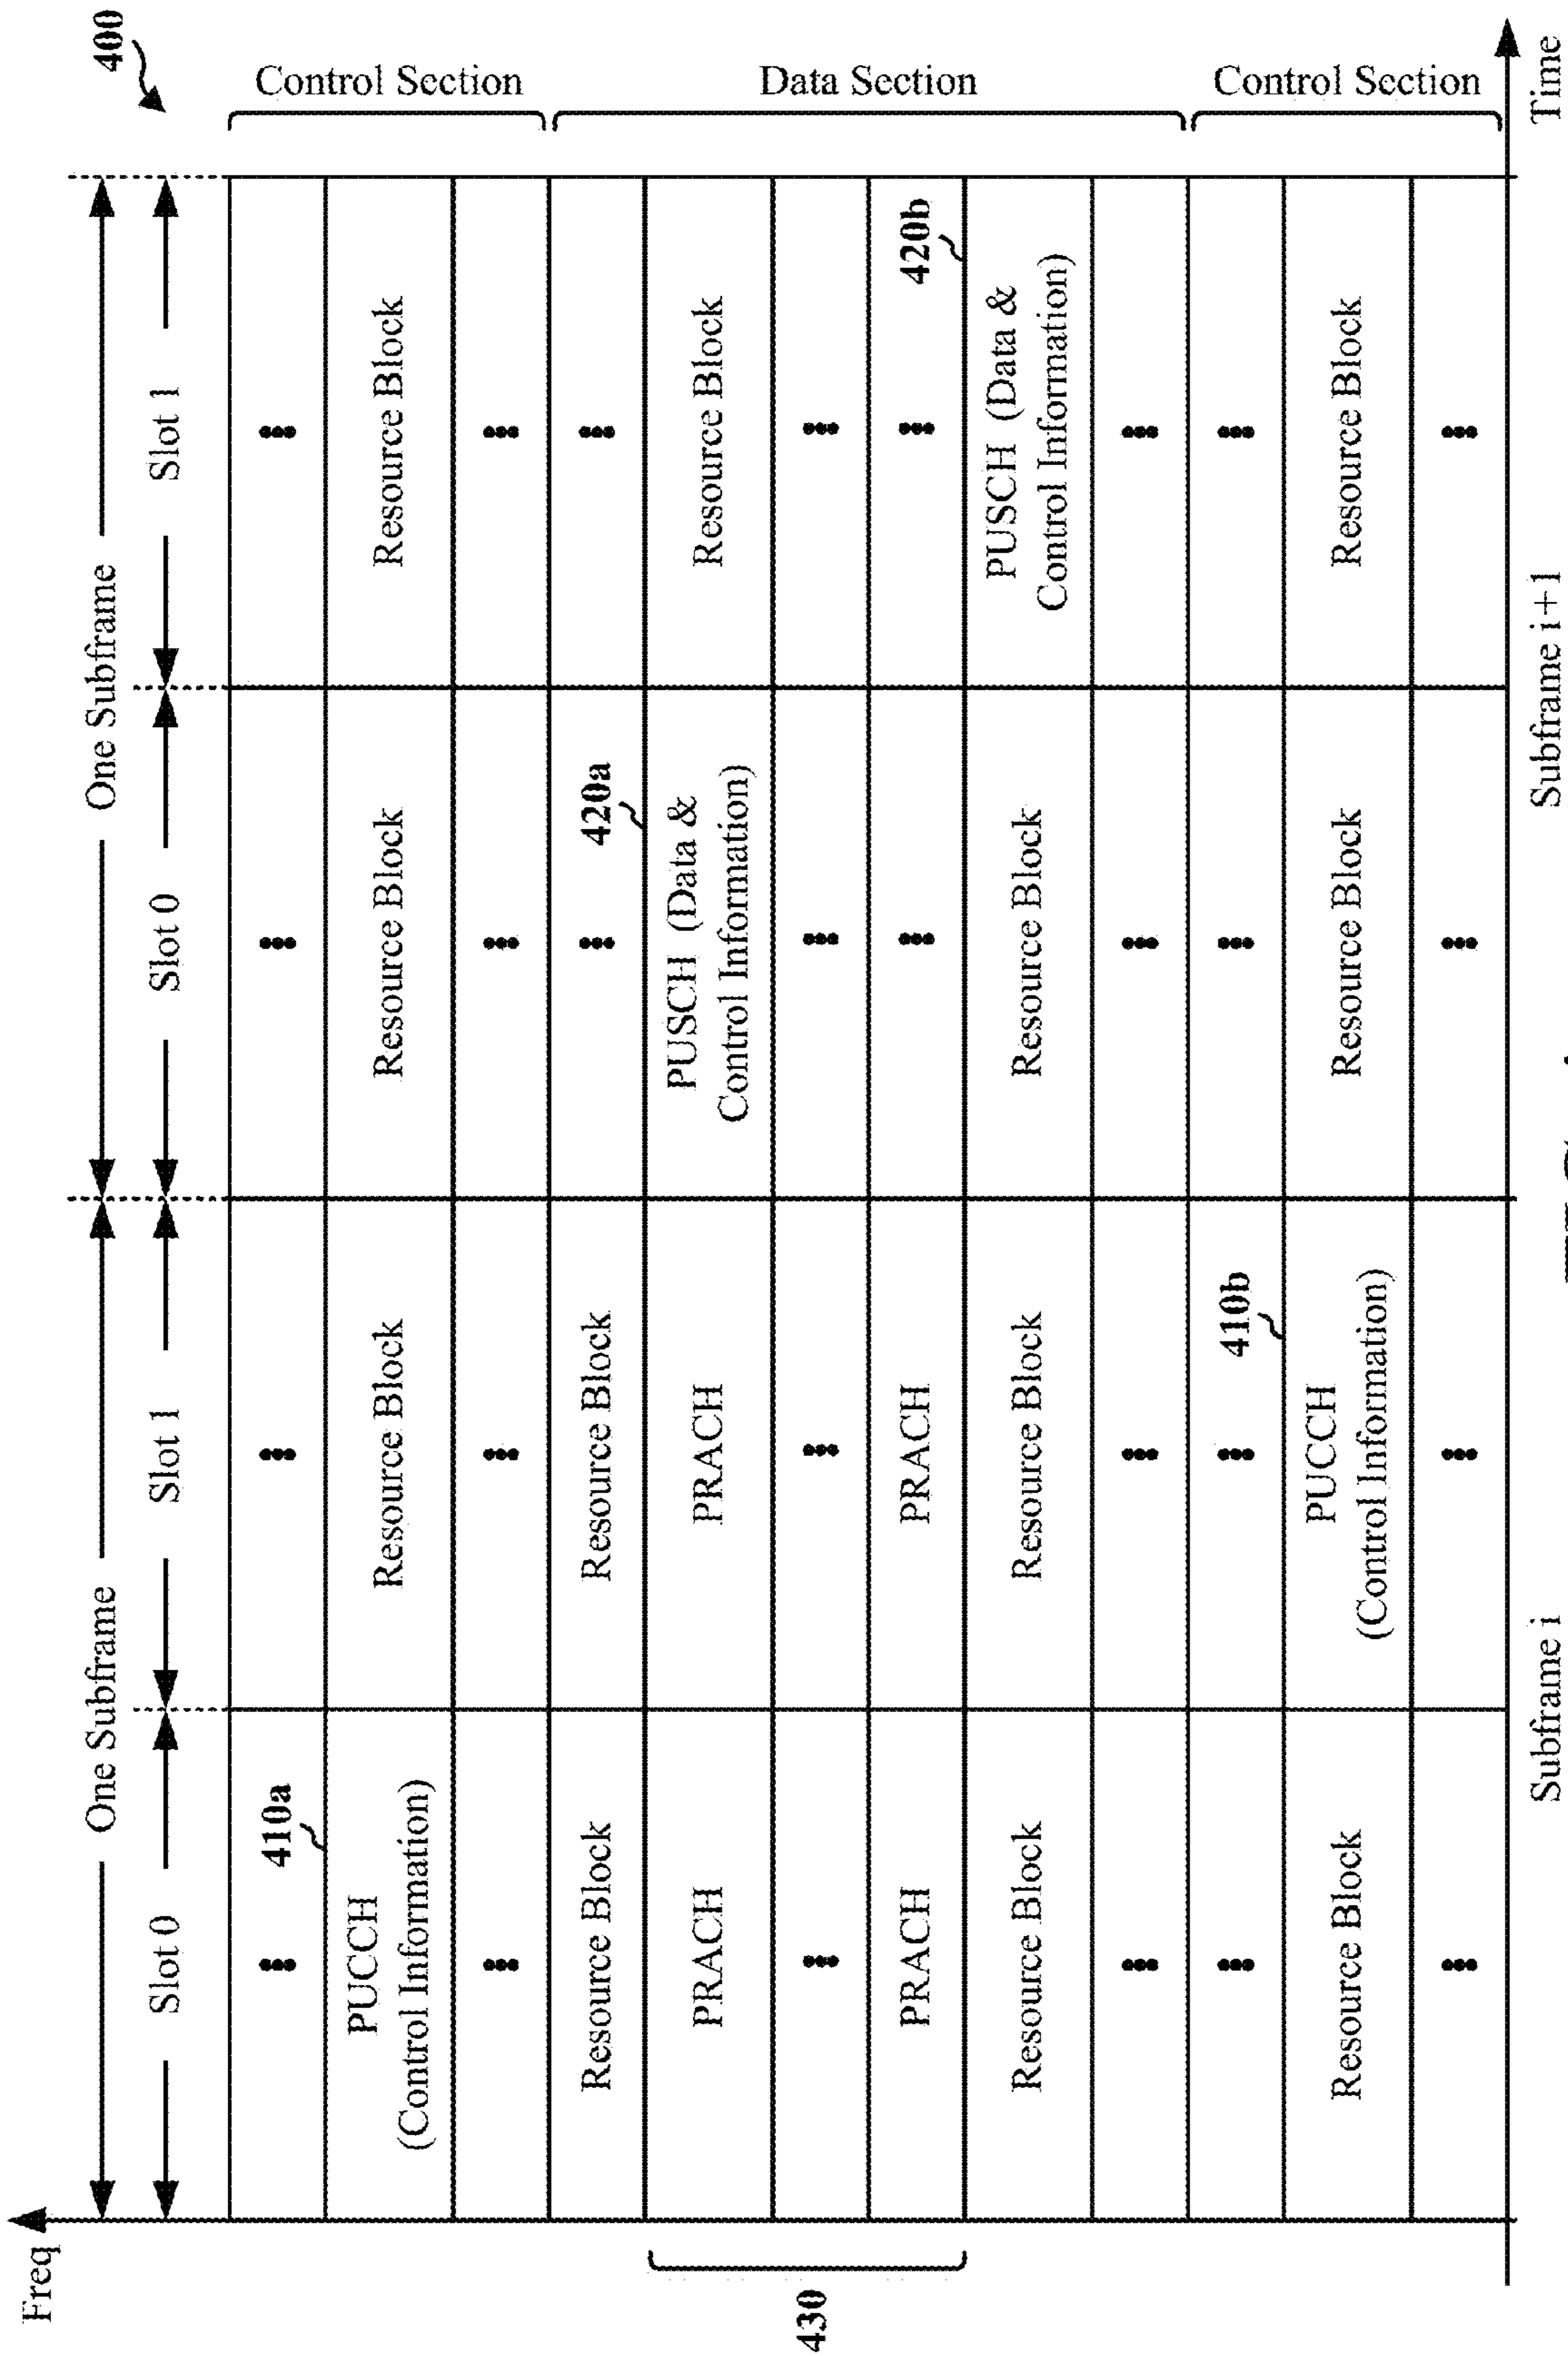 400
Freq
One Subframe
One Subframe
Slot 0
Slot 1
Slot 0
Slot 1
410a
PUCCH
(Control Information)
Resource Block
Resource Block
Resource Block
Control Section
Resource Block
Resource Block
420a
PRACH
PRACH
PUSCH (Data &
Control Information)
Resource Block
430
Data Section
PRACH
PRACH
420b
Resource Block
Resource Block
Resource Block
PUSCH (Data &
Control Information)
410b
Resource Block
PUCCH
(Control Information)
Resource Block
Resource Block
Control Section
Subframe i
Subframe i+1
Time